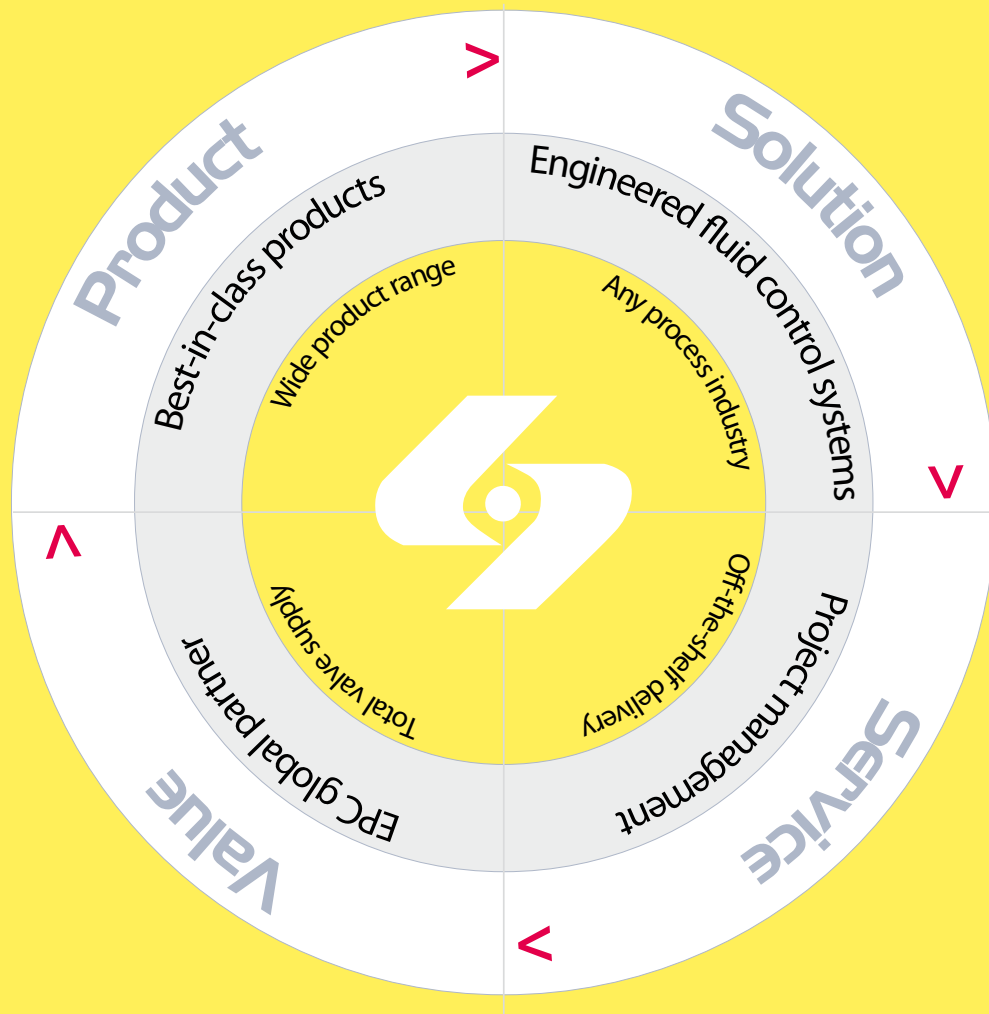 Product
Best-in-class products
Wide product range
>
Solution
Engineered fluid control systems
Any process industry
>
Service
Project management
Off-the-shelf delivery
>
Value
EPC global partner
Total valve supply
>